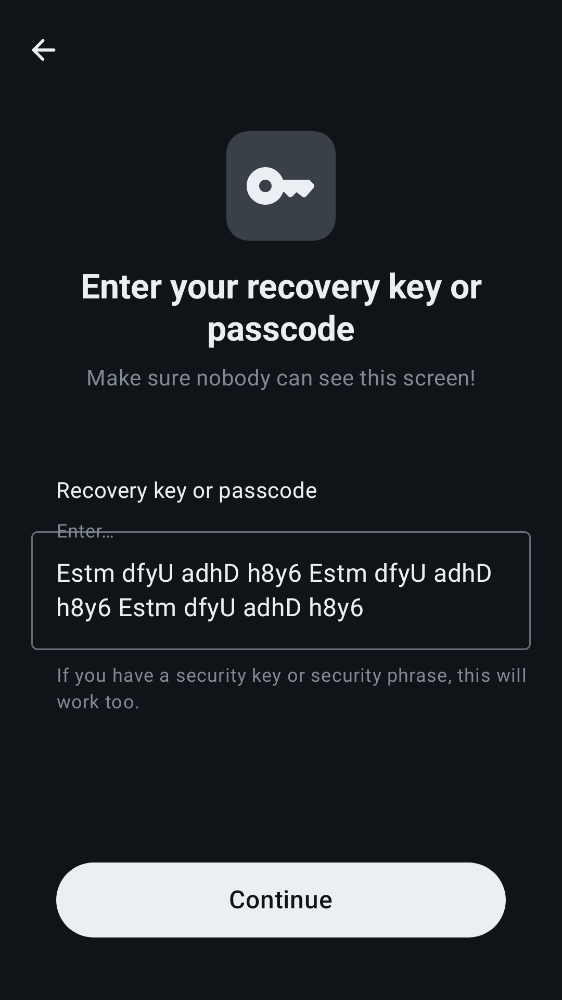 Enter your recovery key or
passcode
Make sure nobody can see this screen!
Recovery key or passcode
Enter…
Estm dfyU adhD h8y6 Estm dfyU adhD
h8y6 Estm dfyU adhD h8y6
If you have a security key or security phrase, this will
work too.
Continue